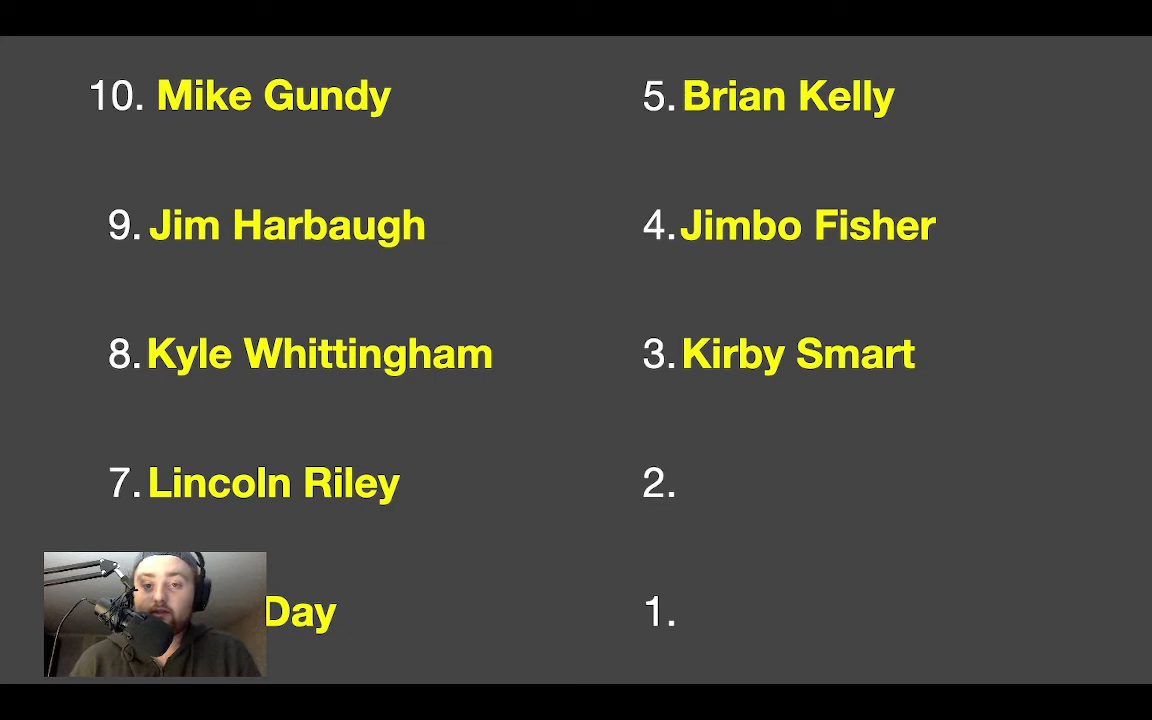 10. Mike Gundy
9. Jim Harbaugh
8. Kyle Whittingham
7. Lincoln Riley
Day
5. Brian Kelly
4. Jimbo Fisher
3. Kirby Smart
2.
1.